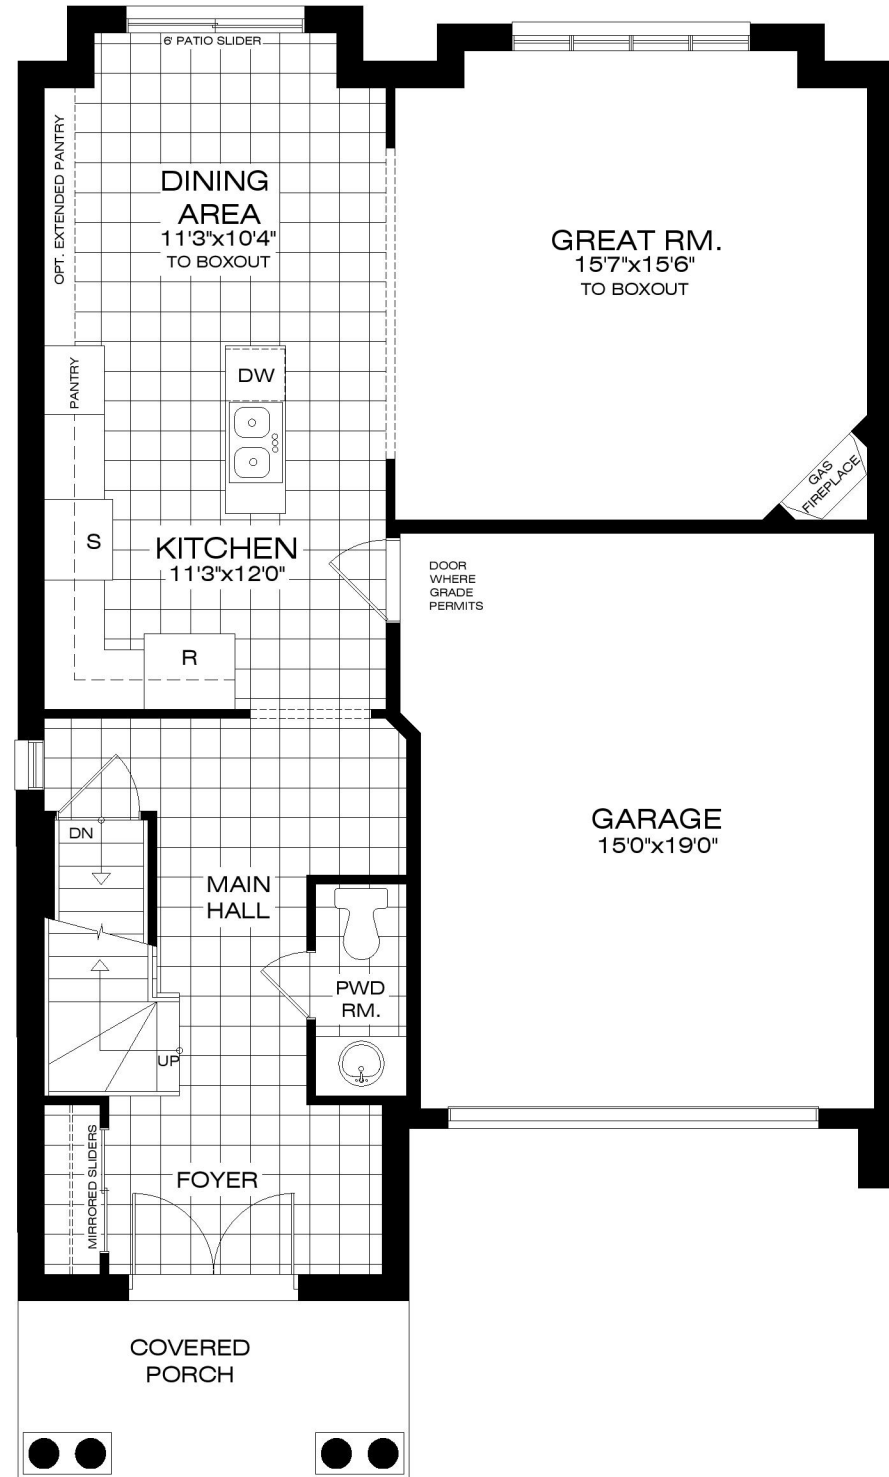 6' PATIO SLIDER
OPT. EXTENDED PANTRY
DINING
AREA
11'3"x10'4"
TO BOXOUT
GREAT RM.
15'7"x15'6"
TO BOXOUT
PANTRY
DW
GAS
FIREPLACE
S
KITCHEN
11'3"x12'0"
DOOR
WHERE
GRADE
PERMITS
R
DN
MAIN
HALL
GARAGE
15'0"x19'0"
PWD
RM.
UP
MIRRORED SLIDERS
FOYER
COVERED
PORCH